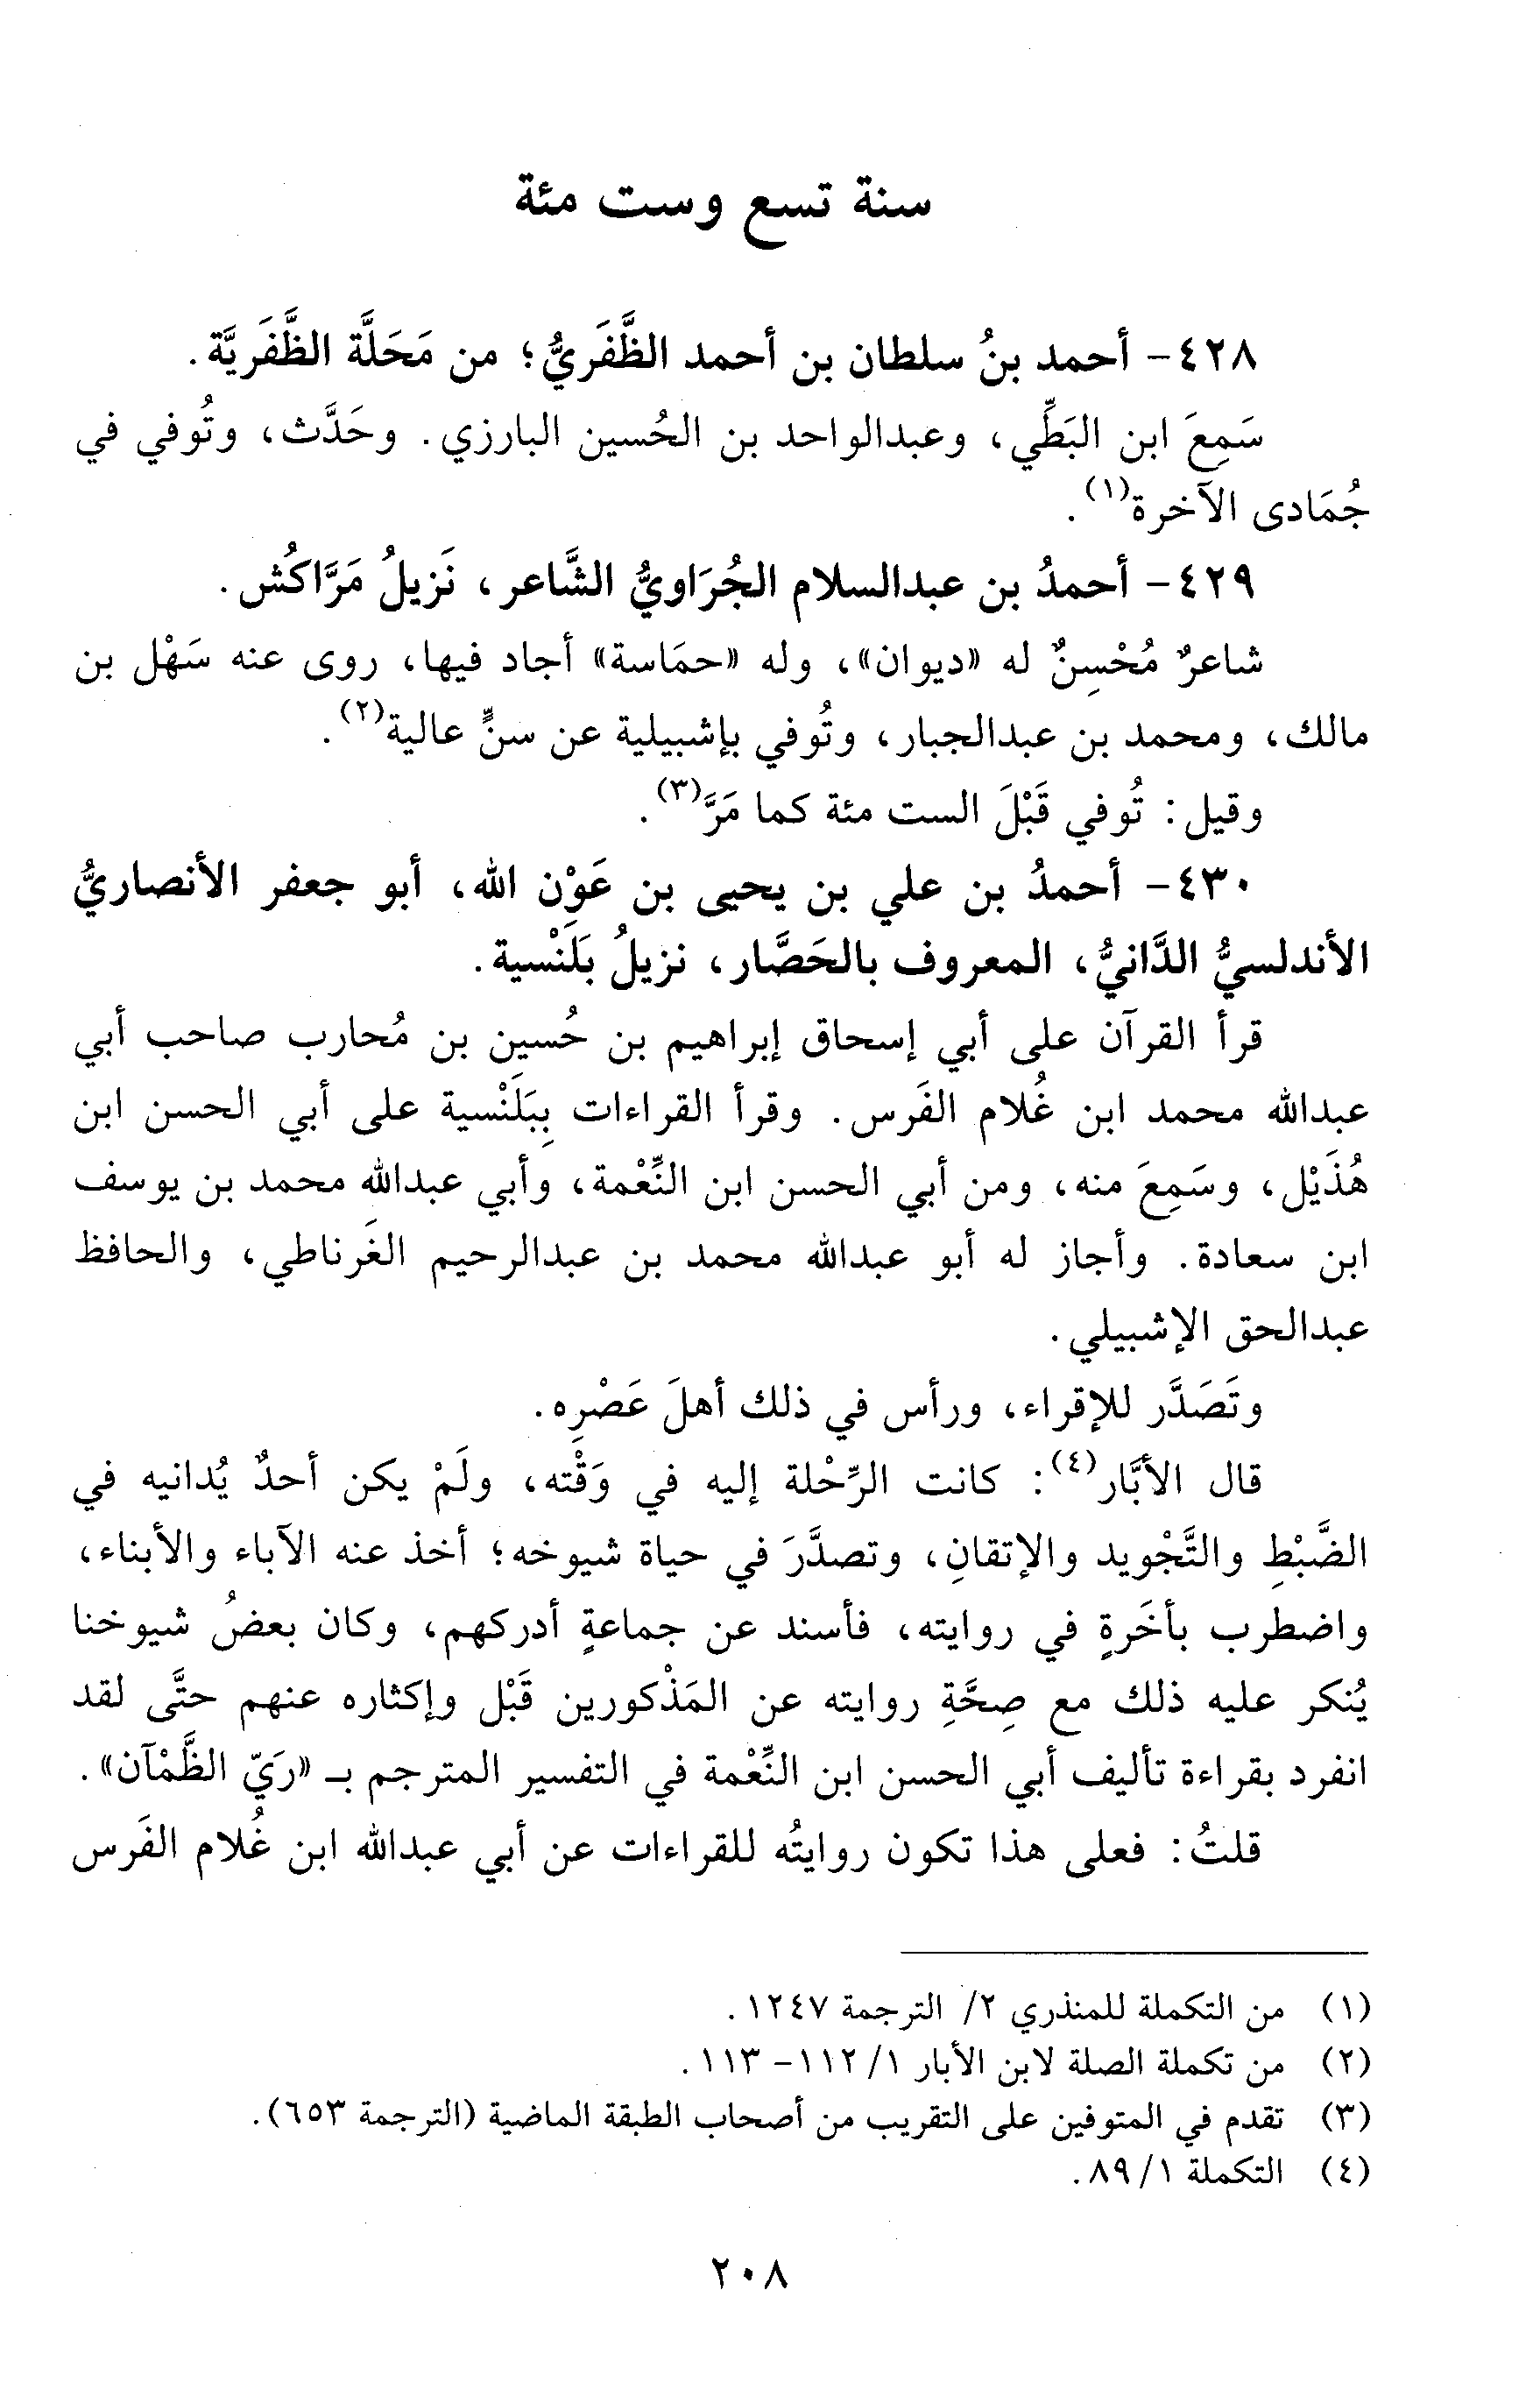 سنة تسع وست مئة
٤٢٨- أحمد بنُ سلطان بن أحمد الظَّفَريُّ؛ من مَحَلَّة الظَّفَريَّة.
سَمِعَ ابن البَطِّي، وعبدالواحد بن الحُسين البارزي. وحَدَّث، وتُوفي في
جُمَادى الآخرة(١).
٤٢٩- أحمدُ بن عبدالسلام الجُرَاويُّ الشَّاعر، نَزيلُ مَرَّاكُش.
شاعرٌ مُحْسِنٌ له «ديوان»، وله «حمَاسة» أجاد فيها، روى عنه سَهْل بن
مالك، ومحمد بن عبدالجبار، وتُوفي بإشبيلية عن سنٍّ عالية(٢).
وقيل: تُوفي قَبْلَ الست مئة كما مَرَّ(٣).
٤٣٠- أحمدُ بن علي بن يحيى بن عَوْن الله، أبو جعفر الأنصاريُّ
الأندلسيُّ الدَّانيُّ، المعروف بالحَصَّار، نزيلُ بَلَنْسية.
قرأ القرآن على أبي إسحاق إبراهيم بن حُسين بن مُحارب صاحب أبي
عبدالله محمد ابن غُلام الفَرس. وقرأ القراءات بِبَلَنْسية على أبي الحسن ابن
هُذَيْل، وسَمِعَ منه، ومن أبي الحسن ابن النِّعْمة، وأبي عبدالله محمد بن يوسف
ابن سعادة. وأجاز له أبو عبدالله محمد بن عبدالرحيم الغَرناطي، والحافظ
عبدالحق الإشبيلي.
وتَصَدَّر للإقراء، ورأس في ذلك أهلَ عَصْرِه.
قال الأبَّار(٤): كانت الرِّحْلة إليه في وَقْته، ولَمْ يكن أحدٌ يُدانيه في
الضَّبْطِ والتَّجْويد والإتقانِ، وتصدَّرَ في حياة شيوخه؛ أخذ عنه الآباء والأبناء،
واضطرب بأخَرةٍ في روايته، فأسند عن جماعةٍ أدركهم، وكان بعضُ شيوخنا
يُنكر عليه ذلك مع صِحَّةِ روايته عن المَذْكورين قَبْل وإكثاره عنهم حتَّى لقد
انفرد بقراءة تأليف أبي الحسن ابن النِّعْمة في التفسير المترجم بـ «رَيّ الظَّمْآن».
قلتُ: فعلى هذا تكون روايتُه للقراءات عن أبي عبدالله ابن غُلام الفَرس
(١) من التكملة للمنذري ٢/ الترجمة ١٢٤٧.
(٢) من تكملة الصلة لابن الأبار ١/ ١١٢- ١١٣.
(٣) تقدم في المتوفين على التقريب من أصحاب الطبقة الماضية (الترجمة ٦٥٣).
(٤) التكملة ١/ ٨٩.
٢٠٨